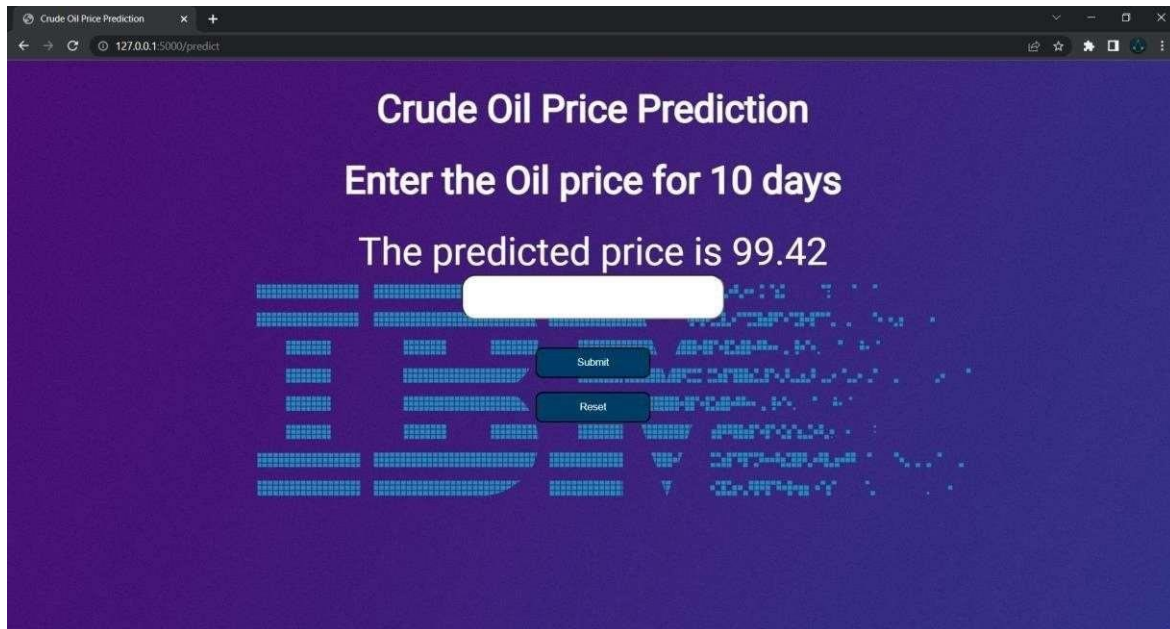 Crude Oil Price Prediction
127.0.0.1:5000/predict
Crude Oil Price Prediction
Enter the Oil price for 10 days
The predicted price is 99.42
IBM
Submit
Reset